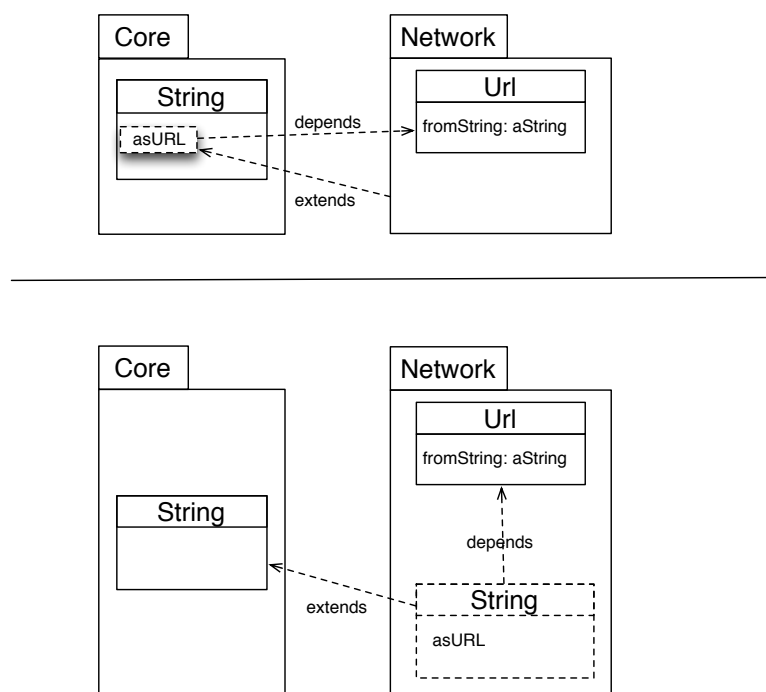 Core
Network
String
Url
asURL
depends
fromString: aString
extends
Core
Network
Url
fromString: aString
String
depends
extends
String
asURL